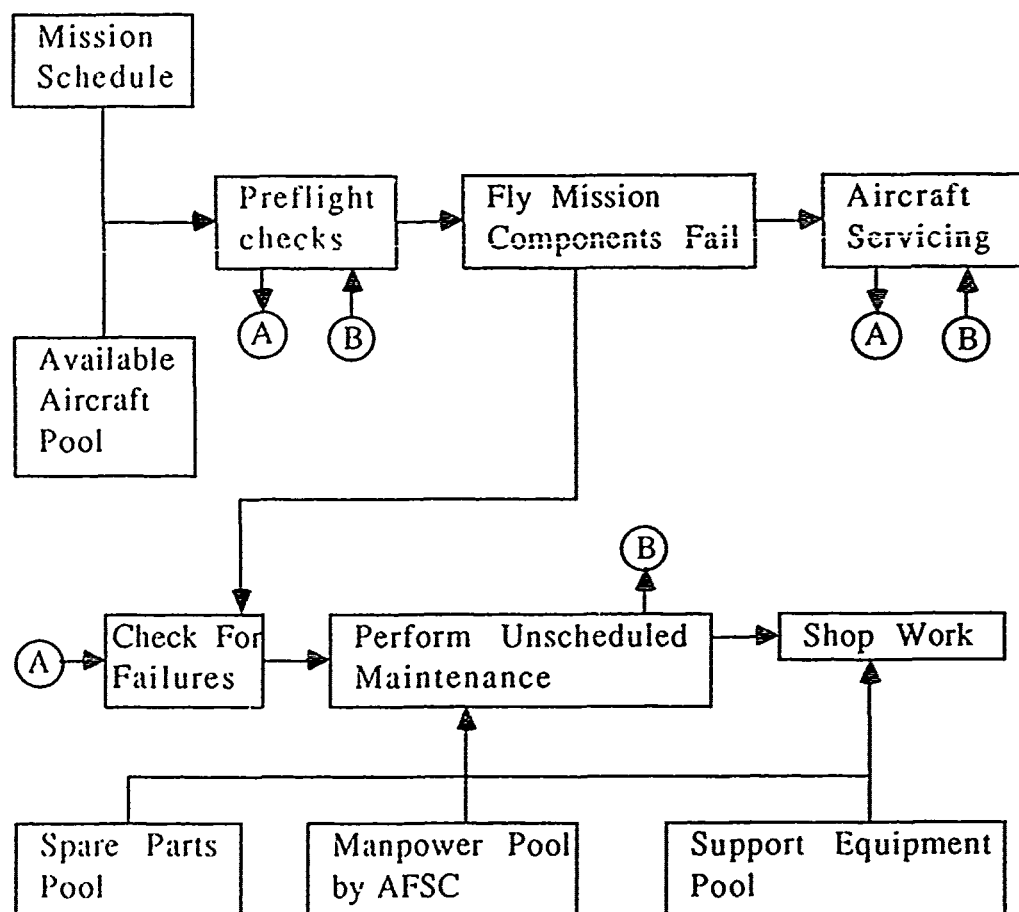 Mission
Schedule
Preflight
checks
Fly Mission
Components Fail
Aircraft
Servicing
A
B
A
B
Available
Aircraft
Pool
B
A
Check For
Failures
Perform Unscheduled
Maintenance
Shop Work
Spare Parts
Pool
Manpower Pool
by AFSC
Support Equipment
Pool